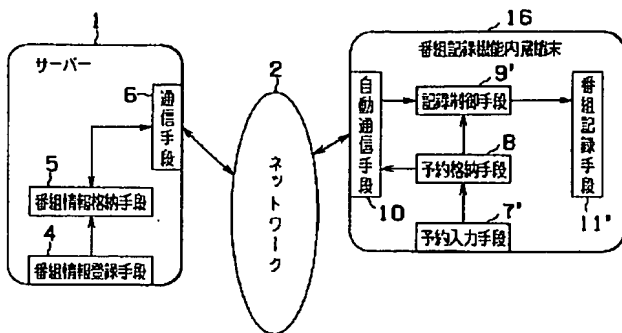 1
サーバー
6
通信手段
5
番組情報格納手段
4
番組情報登録手段
2
ネットワーク
16
番組記録機能内蔵端末
9'
自動通信手段
記録制御手段
8
予約格納手段
番組記録手段
10
7'
予約入力手段
11'